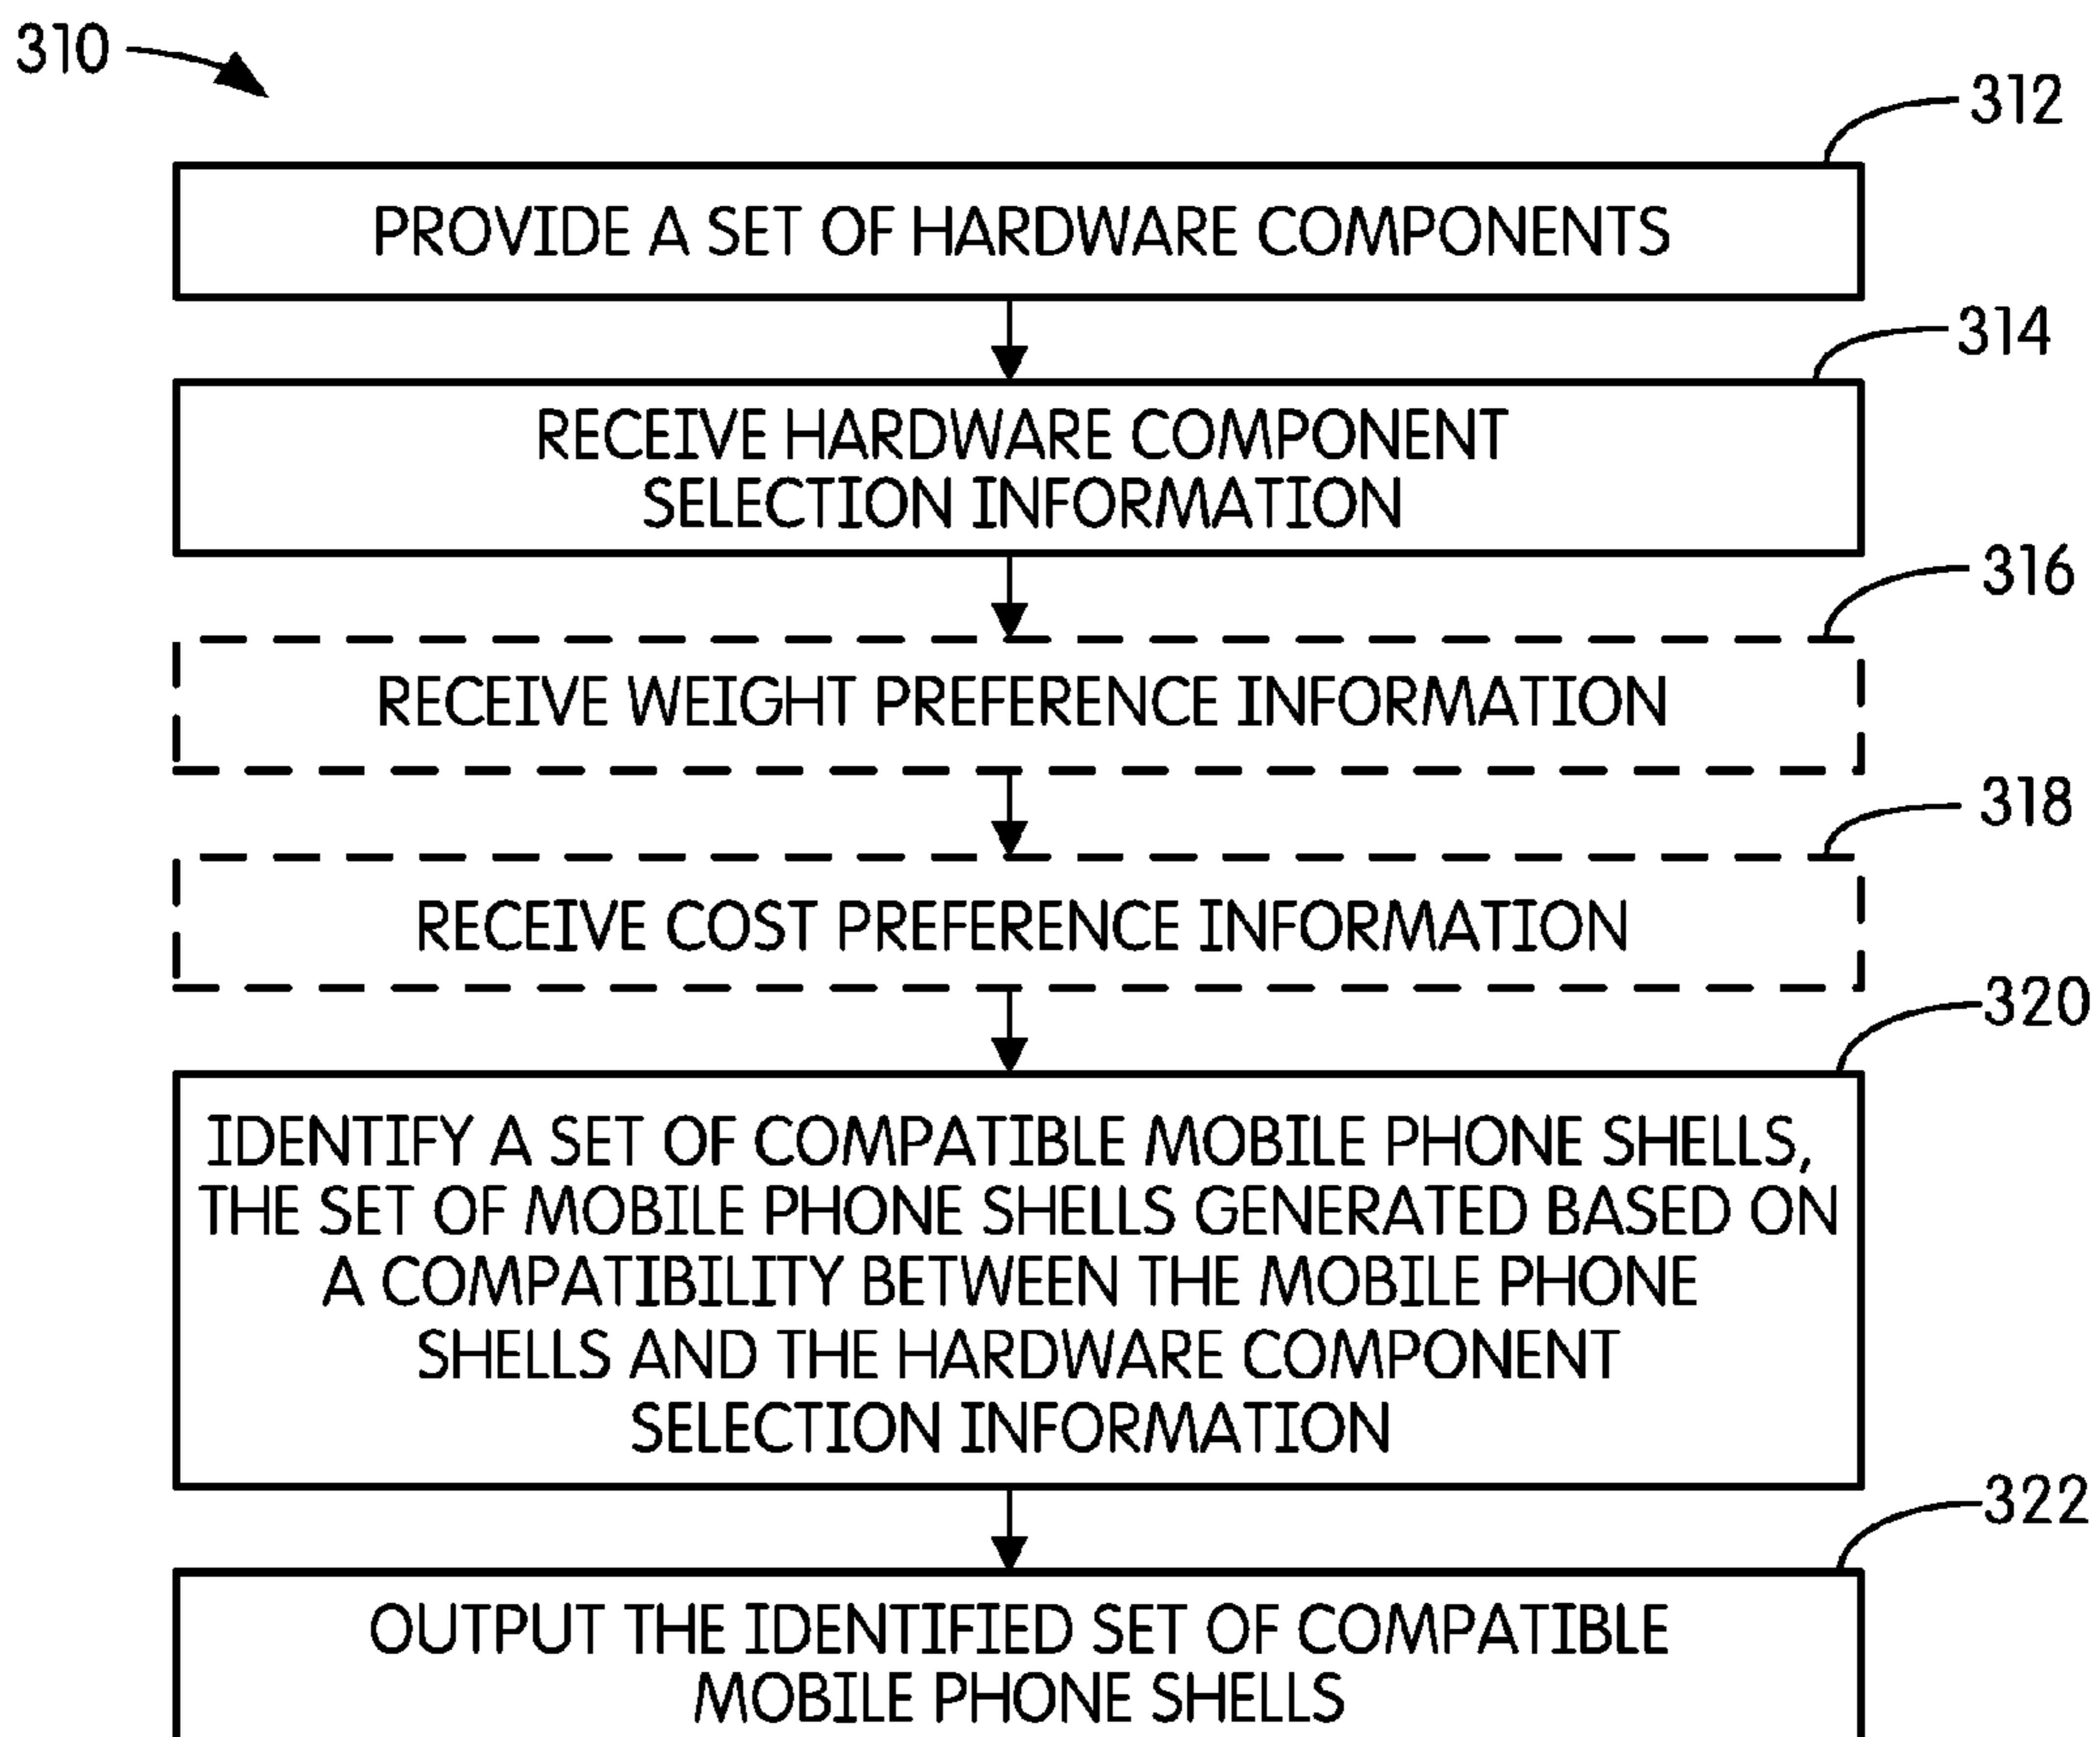 310
312
PROVIDE A SET OF HARDWARE COMPONENTS
314
RECEIVE HARDWARE COMPONENT
SELECTION INFORMATION
316
RECEIVE WEIGHT PREFERENCE INFORMATION
318
RECEIVE COST PREFERENCE INFORMATION
320
IDENTIFY A SET OF COMPATIBLE MOBILE PHONE SHELLS,
THE SET OF MOBILE PHONE SHELLS GENERATED BASED ON
A COMPATIBILITY BETWEEN THE MOBILE PHONE
SHELLS AND THE HARDWARE COMPONENT
SELECTION INFORMATION
322
OUTPUT THE IDENTIFIED SET OF COMPATIBLE
MOBILE PHONE SHELLS